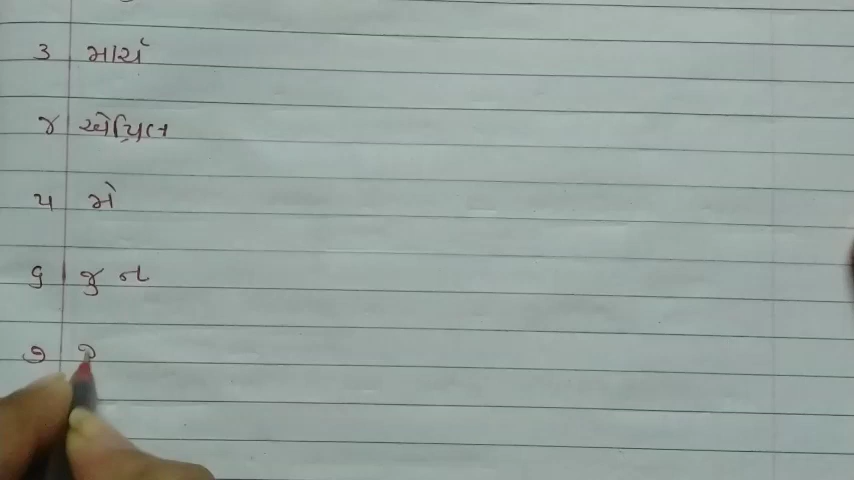 ૩ માર્ચ
૪ એપ્રિલ
૫ મે
૬ જુન
૭